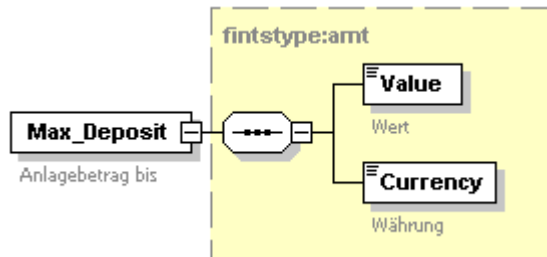 fintstype:amt
Value
Wert
Max_Deposit
Anlagebetrag bis
Currency
Währung